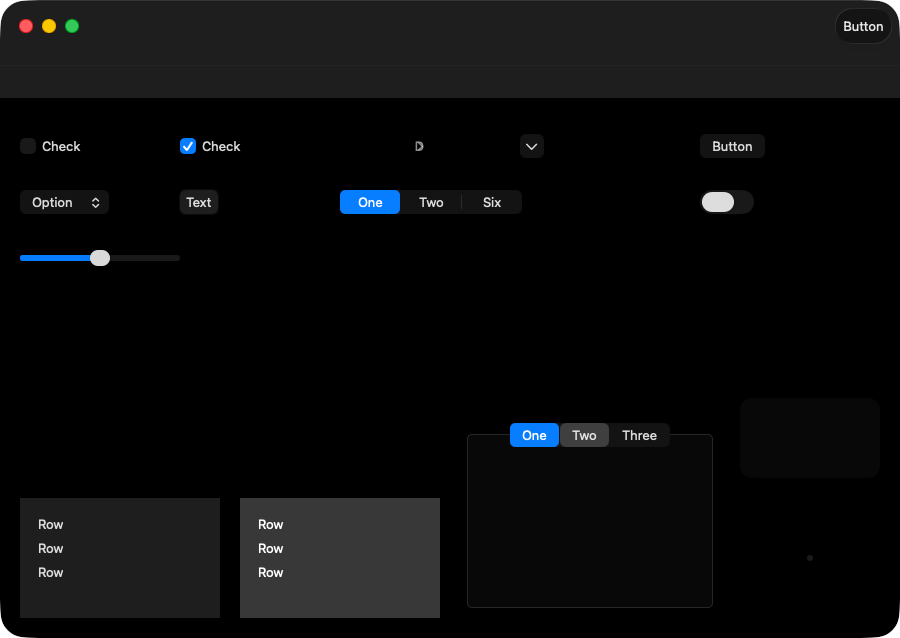 Button
Check
Check
Button
Option
Text
One
Two
Six
One
Two
Three
Row
Row
Row
Row
Row
Row